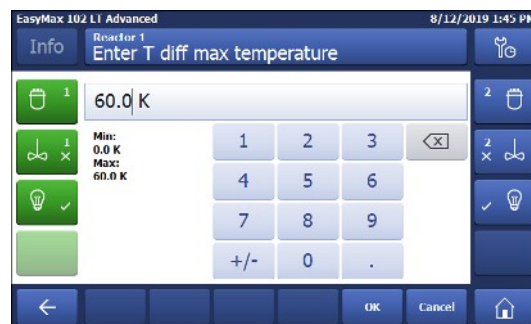 EasyMax 102 LT Advanced 8/12/2019 1:45 PM
Info
Reactor 1
Enter T diff max temperature
1
60.0 K
2
1
Min:
0.0 K
Max:
60.0 K
1 2 3
2
4 5 6
7 8 9
+/- 0 .
OK Cancel